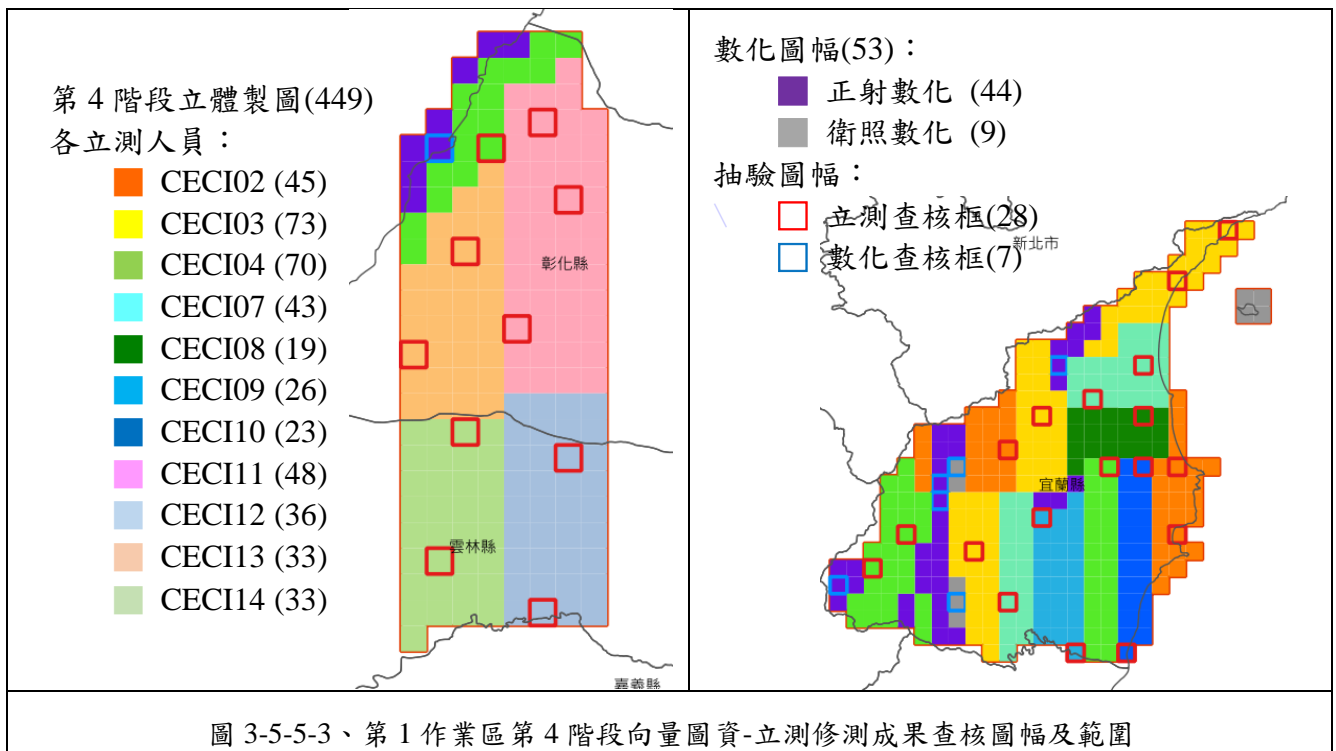 第 4 階段立體製圖(449)
各立測人員：
CECI02 (45)
CECI03 (73)
CECI04 (70)
CECI07 (43)
CECI08 (19)
CECI09 (26)
CECI10 (23)
CECI11 (48)
CECI12 (36)
CECI13 (33)
CECI14 (33)
彰化縣
雲林縣
嘉義縣
數化圖幅(53)：
正射數化 (44)
衛照數化 (9)
抽驗圖幅：
立測查核框(28)
數化查核框(7)
新北市
宜蘭縣
圖 3-5-5-3、第 1 作業區第 4 階段向量圖資-立測修測成果查核圖幅及範圍